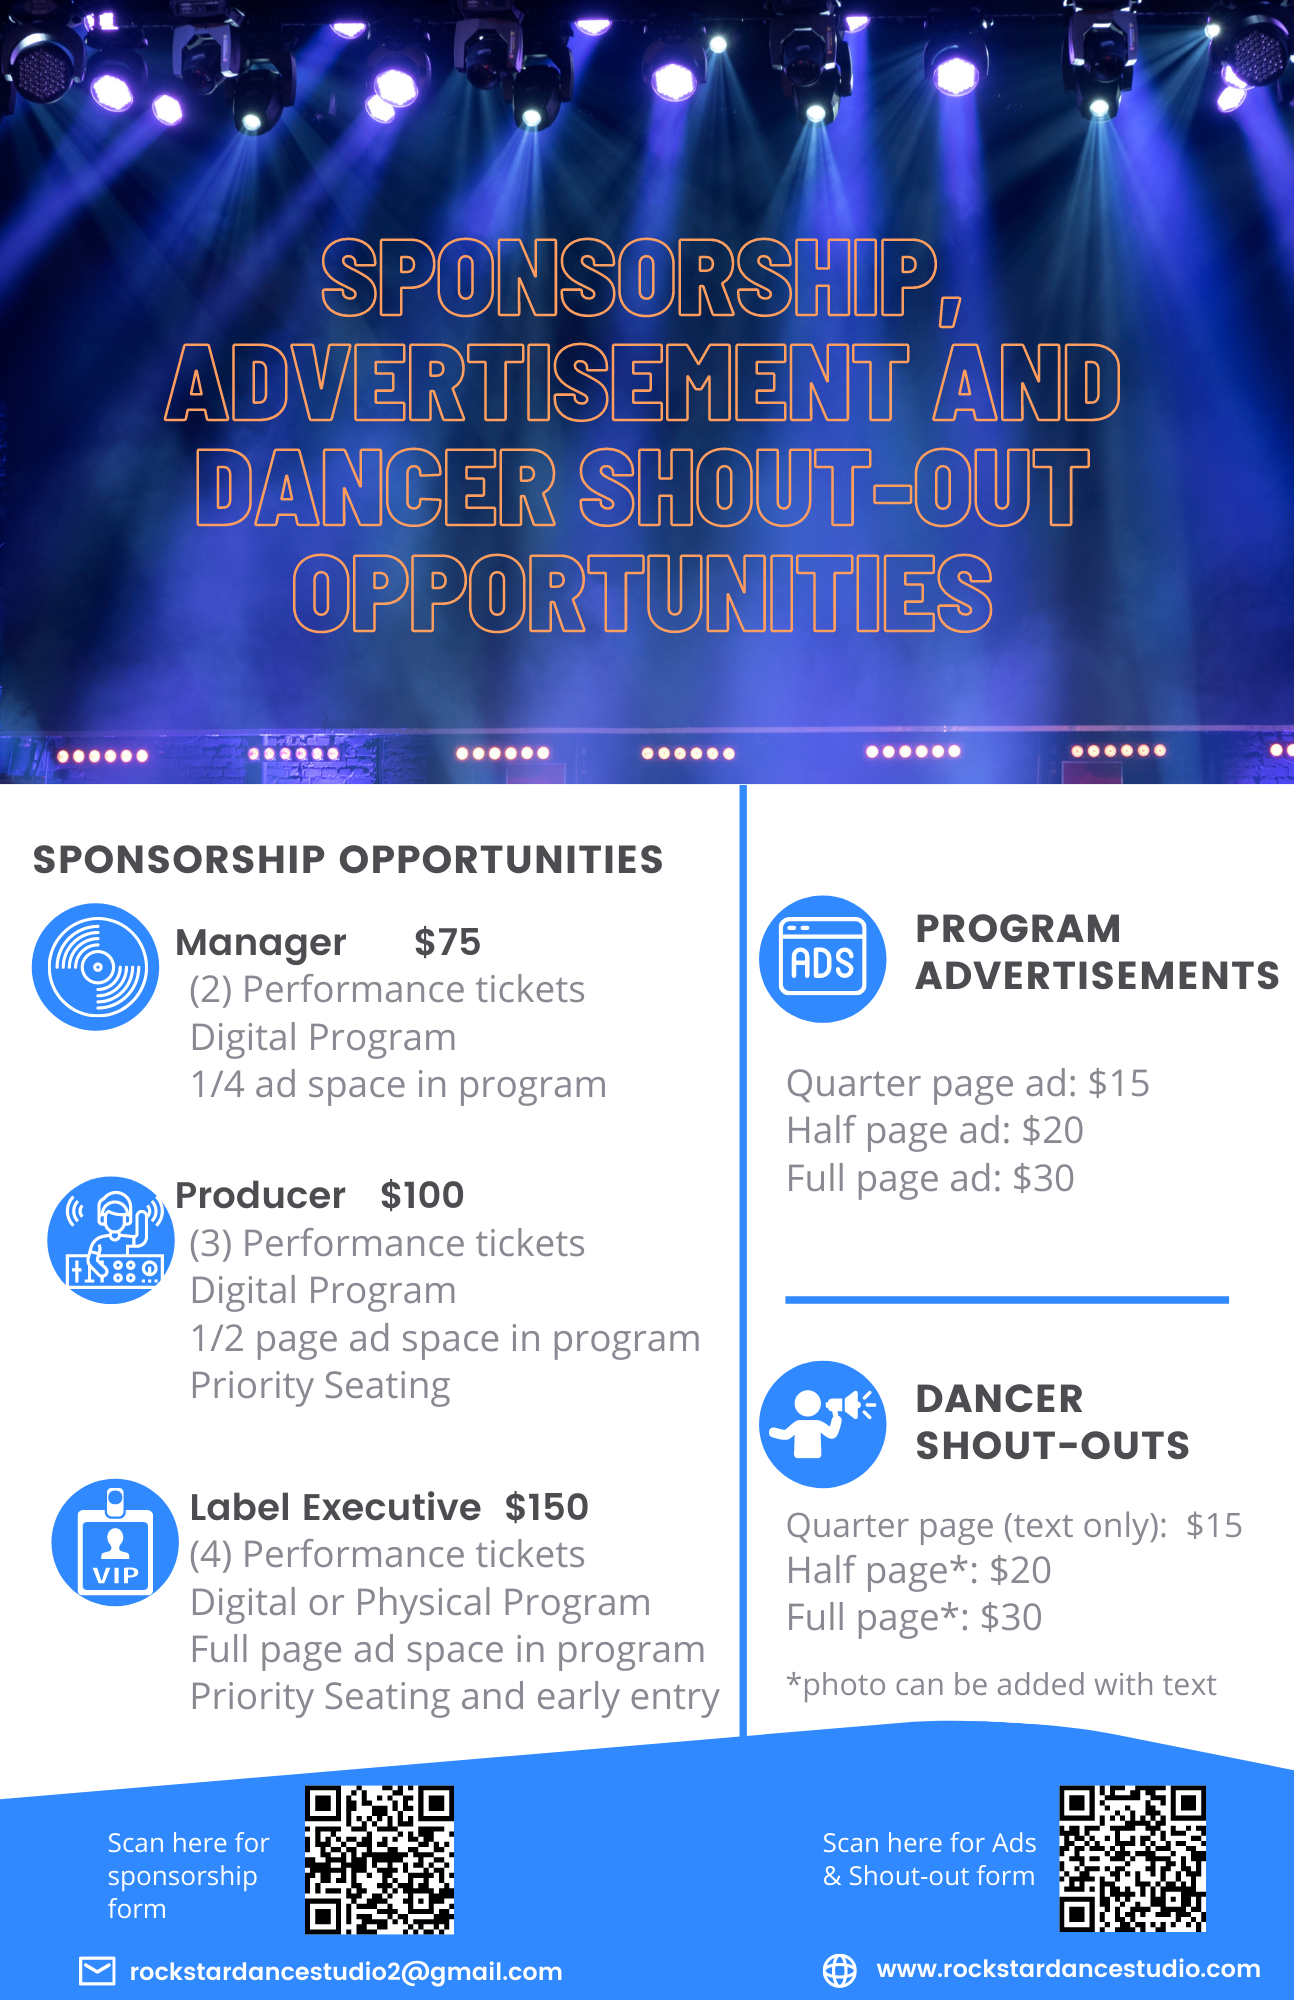 SPONSORSHIP,
ADVERTISEMENT AND
DANCER SHOUT-OUT
OPPORTUNITIES
SPONSORSHIP OPPORTUNITIES
Manager $75
(2) Performance tickets
Digital Program
1/4 ad space in program
Producer $100
(3) Performance tickets
Digital Program
1/2 page ad space in program
Priority Seating
VIP
Label Executive $150
(4) Performance tickets
Digital or Physical Program
Full page ad space in program
Priority Seating and early entry
ADS
PROGRAM
ADVERTISEMENTS
Quarter page ad: $15
Half page ad: $20
Full page ad: $30
DANCER
SHOUT-OUTS
Quarter page (text only): $15
Half page*: $20
Full page*: $30
*photo can be added with text
Scan here for
sponsorship
form
rockstardancestudio2@gmail.com
Scan here for Ads
& Shout-out form
www.rockstardancestudio.com